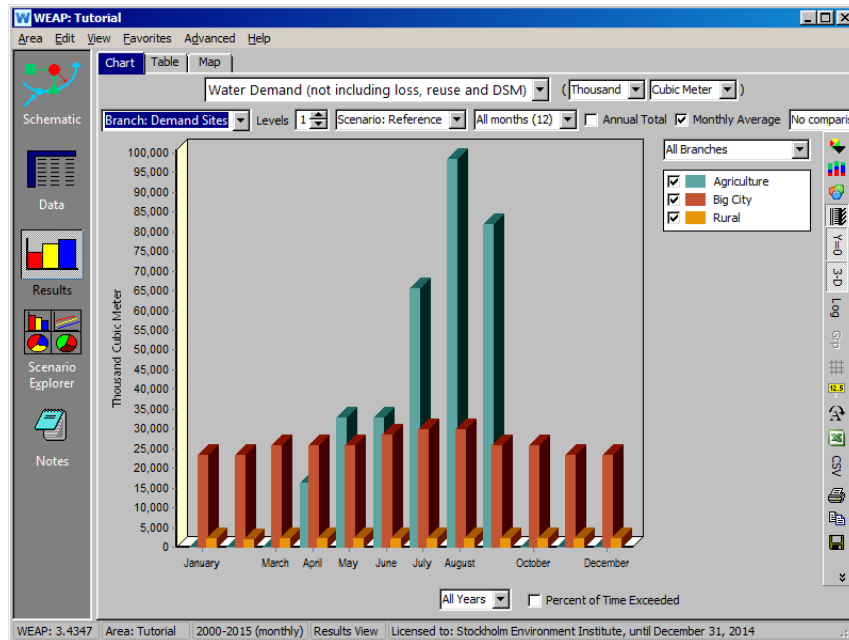 WEAP: Tutorial
Area Edit View Favorites Advanced Help
Chart Table Map
Water Demand (not including loss, reuse and DSM) ( Thousand Cubic Meter )
Branch: Demand Sites Levels 1 Scenario: Reference All months (12) Annual Total Monthly Average No comparis
Schematic
Data
Results
Scenario
Explorer
Notes
All Branches
Agriculture
Big City
Rural
Thousand Cubic Meter
100,000
95,000
90,000
85,000
80,000
75,000
70,000
65,000
60,000
55,000
50,000
45,000
40,000
35,000
30,000
25,000
20,000
15,000
10,000
5,000
0
January March April May June July August October December
Y=0
3-D
Log
Grp
12.5
CSV
All Years Percent of Time Exceeded
WEAP: 3.4347 Area: Tutorial 2000-2015 (monthly) Results View Licensed to: Stockholm Environment Institute, until December 31, 2014